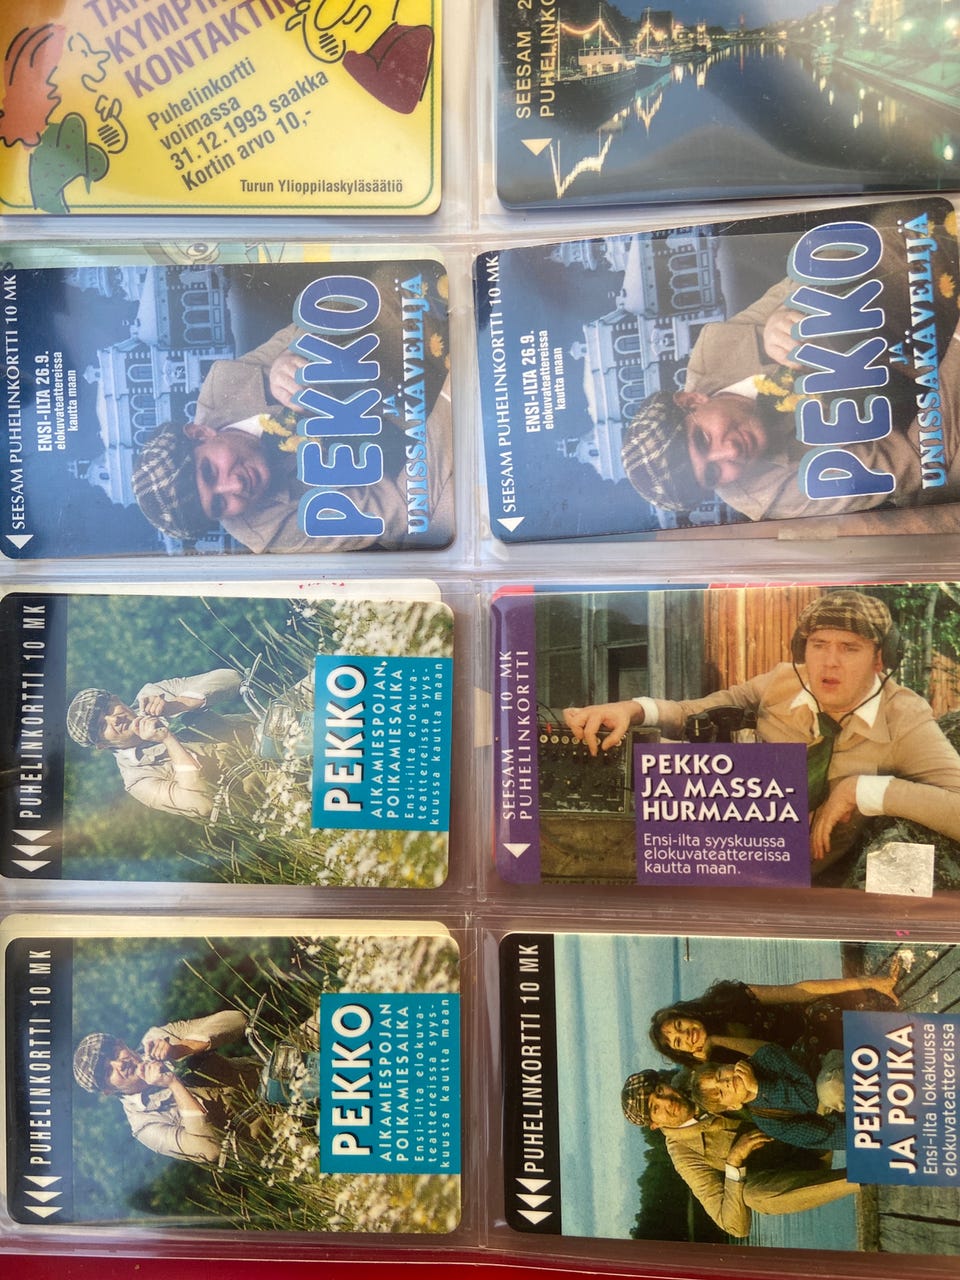 KYMPIN
KONTAKTIN
Puhelinkortti
voimassa
31.12.1993 saakka
Kortin arvo 10,-
Turun Ylioppilaskyläsäätiö
SEESAM
PUHELINKO
SEESAM PUHELINKORTTI 10 MK
ENSI-ILTA 26.9.
elokuvateattereissa
kautta maan
PEKKO
JA
UNISSAKÄVELIJÄ
SEESAM PUHELINKORTTI 10 MK
ENSI-ILTA 26.9.
elokuvateattereissa
kautta maan
PEKKO
JA
UNISSAKÄVELIJÄ
PUHELINKORTTI 10 MK
PEKKO
AIKAMIESPOJAN,
POIKAMIESAIKA
Ensi-ilta elokuva-
teattereissa syys-
kuussa kautta maan
SEESAM 10 MK
PUHELINKORTTI
PEKKO
JA MASSA-
HURMAAJA
Ensi-ilta syyskuussa
elokuvateattereissa
kautta maan.
PUHELINKORTTI 10 MK
PEKKO
AIKAMIESPOJAN
POIKAMIESAIKA
Ensi-ilta elokuva-
teattereissa syys-
kuussa kautta maan
PUHELINKORTTI 10 MK
PEKKO
JA POIKA
Ensi-ilta lokakuussa
elokuvateattereissa